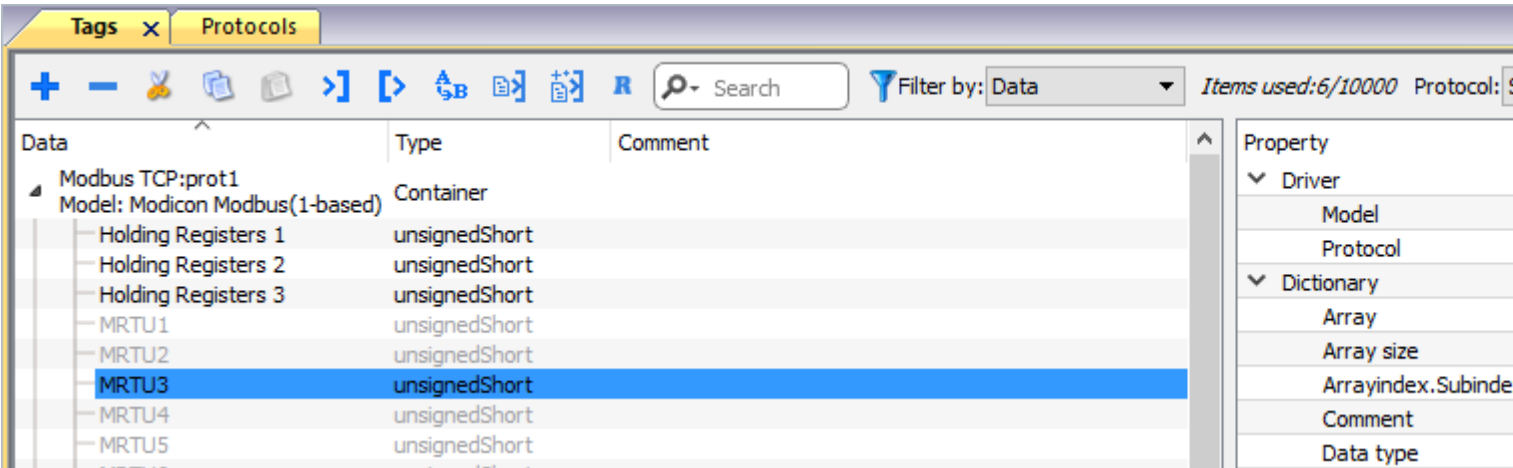 Tags Protocols
R Search Filter by: Data Items used:6/10000 Protocol:
Data Type Comment Property
Modbus TCP:prot1
Model: Modicon Modbus(1-based) Container
Driver
Model
Holding Registers 1 unsignedShort
Protocol
Holding Registers 2 unsignedShort
Dictionary
Holding Registers 3 unsignedShort
Array
MRTU1 unsignedShort
Array size
MRTU2 unsignedShort
MRTU3 unsignedShort
Arrayindex.Subinde
MRTU4 unsignedShort
Comment
MRTU5 unsignedShort
Data type